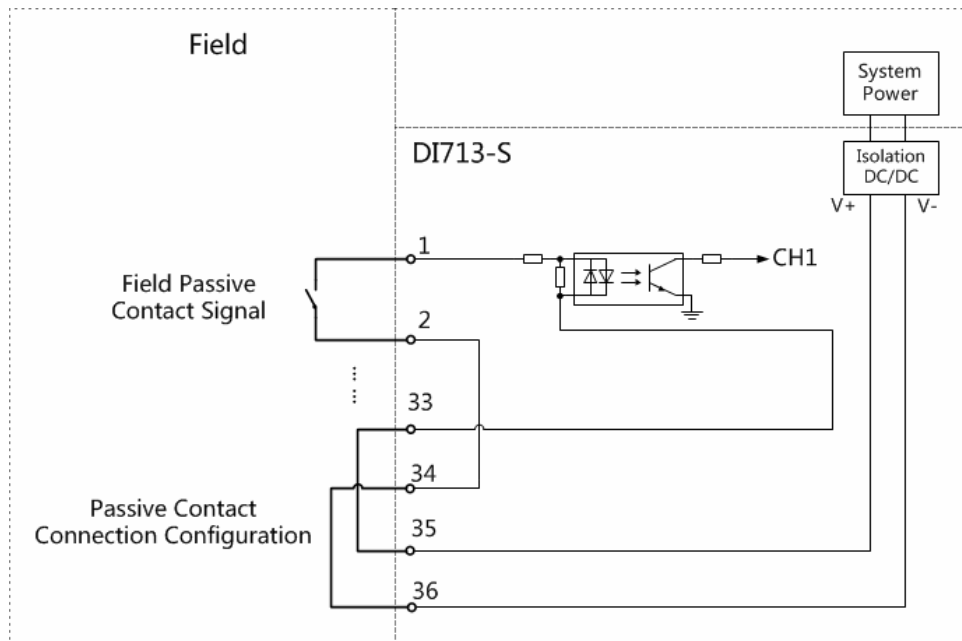 Field
System
Power
DI713-S
Isolation
DC/DC
V+
V-
1
CH1
Field Passive
Contact Signal
2
33
34
Passive Contact
Connection Configuration
35
36